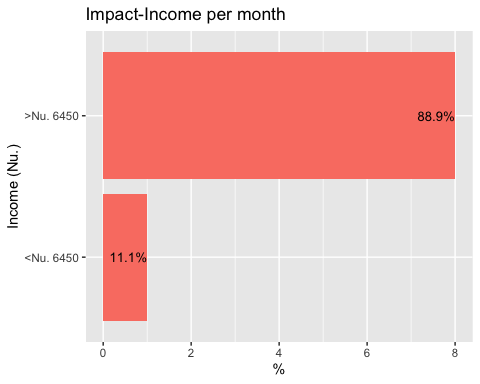 Impact-Income per month
Income (Nu.)
>Nu. 6450
88.9%
<Nu. 6450
11.1%
0 2 4 6 8
%